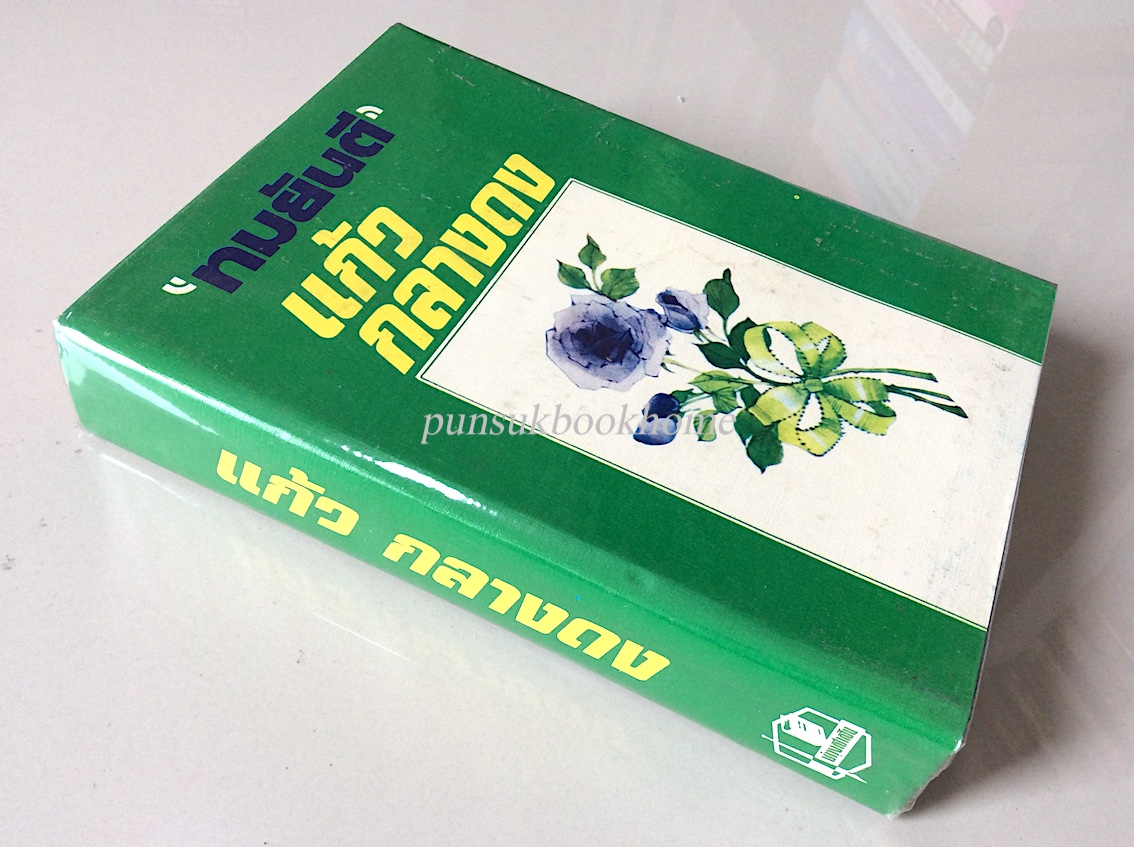 "ทมยันตี"
แก้ว
กลางดง
punsukbookhome
แก้ว กลางดง